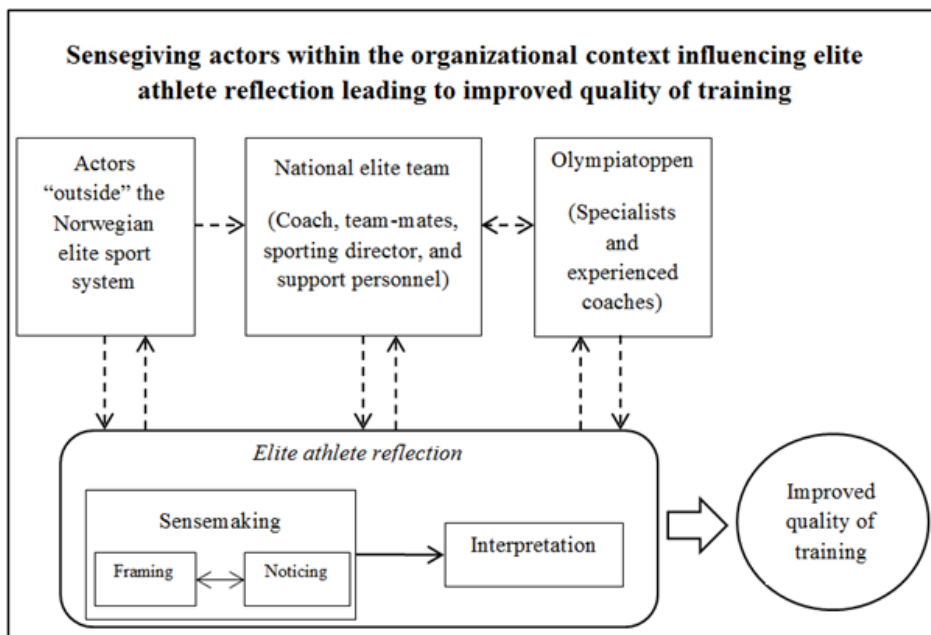 Sensegiving actors within the organizational context influencing elite
athlete reflection leading to improved quality of training
Actors
“outside” the
Norwegian
elite sport
system
National elite team
(Coach, team-mates,
sporting director, and
support personnel)
Olympiatoppen
(Specialists
and
experienced
coaches)
Elite athlete reflection
Sensemaking
Framing
Noticing
Interpretation
Improved
quality of
training